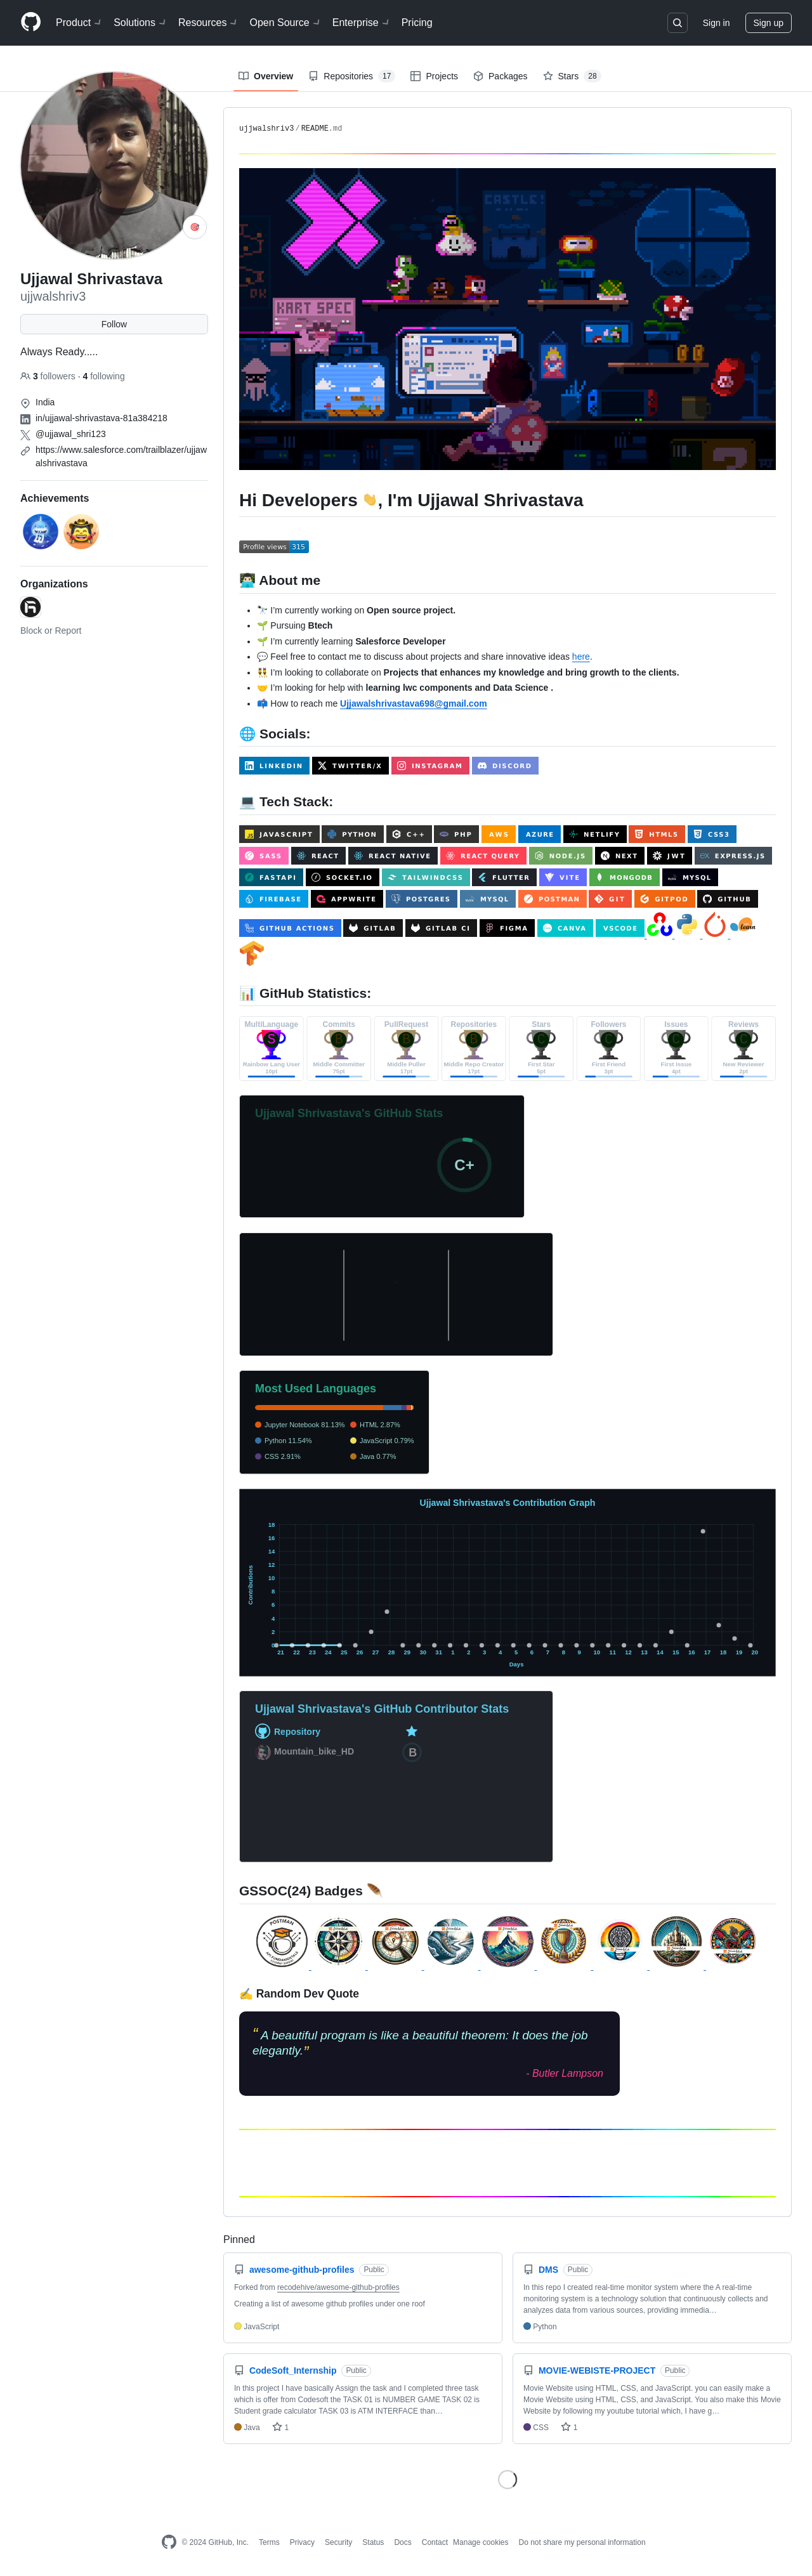 Product Solutions Resources Open Source Enterprise Pricing Sign in Sign up
Overview Repositories 17 Projects Packages Stars 28
ujjwalshriv3/README.md
CASTLE!
KART SPEC
Ujjawal Shrivastava
ujjwalshriv3
Follow
Always Ready.....
3 followers · 4 following
India
in/ujjawal-shrivastava-81a384218
@ujjawal_shri123
https://www.salesforce.com/trailblazer/ujjaw
alshrivastava
Achievements
Organizations
Block or Report
Hi Developers 👋, I'm Ujjawal Shrivastava
Profile views 315
👨🏻‍💻 About me
🔭 I'm currently working on Open source project.
🌱 Pursuing Btech
🌱 I'm currently learning Salesforce Developer
💬 Feel free to contact me to discuss about projects and share innovative ideas here.
👯 I'm looking to collaborate on Projects that enhances my knowledge and bring growth to the clients.
🤝 I'm looking for help with learning lwc components and Data Science .
📫 How to reach me Ujjawalshrivastava698@gmail.com
🌐 Socials:
LINKEDIN TWITTER/X INSTAGRAM DISCORD
💻 Tech Stack:
JAVASCRIPT PYTHON C++ PHP AWS AZURE NETLIFY HTML5 CSS3
SASS REACT REACT NATIVE REACT QUERY NODE.JS NEXT JWT EXPRESS.JS
FASTAPI SOCKET.IO TAILWINDCSS FLUTTER VITE MONGODB MYSQL
FIREBASE APPWRITE POSTGRES MYSQL POSTMAN GIT GITPOD GITHUB
GITHUB ACTIONS GITLAB GITLAB CI FIGMA CANVA VSCODE learn
📊 GitHub Statistics:
MultiLanguage Commits PullRequest Repositories Stars Followers Issues Reviews
S B B B C C C C
Rainbow Lang User Middle Committer Middle Puller Middle Repo Creator First Star First Friend First Issue New Reviewer
10pt 75pt 17pt 17pt 5pt 3pt 4pt 2pt
Ujjawal Shrivastava's GitHub Stats
C+
Most Used Languages
Jupyter Notebook 81.13% HTML 2.87%
Python 11.54% JavaScript 0.79%
CSS 2.91% Java 0.77%
Ujjawal Shrivastava's Contribution Graph
18
16
14
12
10
8
6
4
2
0
Contributions
21 22 23 24 25 26 27 28 29 30 31 1 2 3 4 5 6 7 8 9 10 11 12 13 14 15 16 17 18 19 20
Days
Ujjawal Shrivastava's GitHub Contributor Stats
Repository
Mountain_bike_HD B
GSSOC(24) Badges 🪶
POSTMAN
✍️ Random Dev Quote
“ A beautiful program is like a beautiful theorem: It does the job
elegantly.”
- Butler Lampson
Pinned
awesome-github-profiles Public
Forked from recodehive/awesome-github-profiles
Creating a list of awesome github profiles under one roof
JavaScript
DMS Public
In this repo I created real-time monitor system where the A real-time
monitoring system is a technology solution that continuously collects and
analyzes data from various sources, providing immedia…
Python
CodeSoft_Internship Public
In this project I have basically Assign the task and I completed three task
which is offer from Codesoft the TASK 01 is NUMBER GAME TASK 02 is
Student grade calculator TASK 03 is ATM INTERFACE than…
Java 1
MOVIE-WEBISTE-PROJECT Public
Movie Website using HTML, CSS, and JavaScript. you can easily make a
Movie Website using HTML, CSS, and JavaScript. You also make this Movie
Website by following my youtube tutorial which, I have g…
CSS 1
© 2024 GitHub, Inc. Terms Privacy Security Status Docs Contact Manage cookies Do not share my personal information